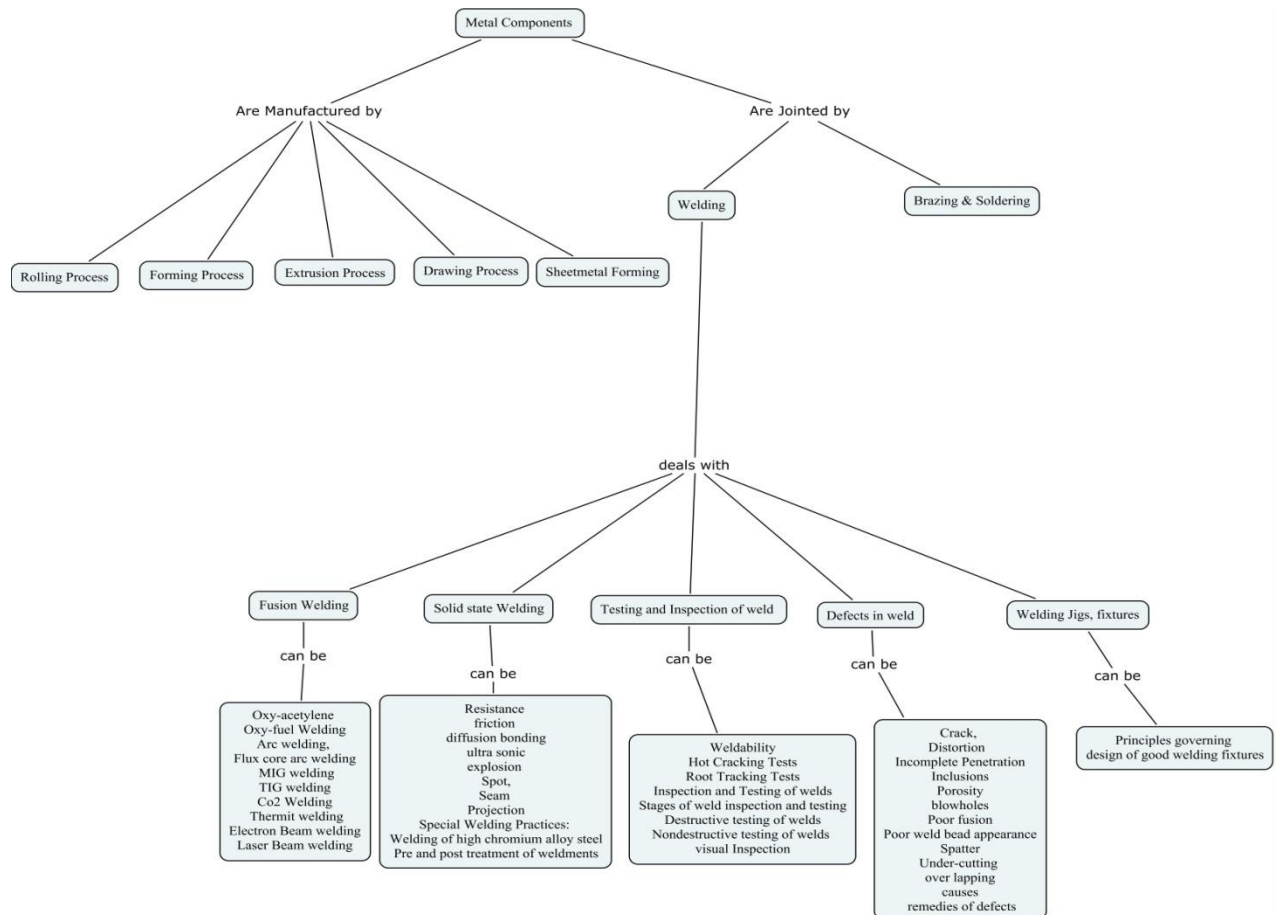 Metal Components
Are Manufactured by
Are Jointed by
Welding
Brazing & Soldering
Rolling Process
Forming Process
Extrusion Process
Drawing Process
Sheetmetal Forming
deals with
Fusion Welding
Solid state Welding
Testing and Inspection of weld
Defects in weld
Welding Jigs, fixtures
can be
can be
can be
can be
can be
Oxy-acetylene
Oxy-fuel Welding
Arc welding,
Flux core arc welding
MIG welding
TIG welding
Co2 Welding
Thermit welding
Electron Beam welding
Laser Beam welding
Resistance
friction
diffusion bonding
ultra sonic
explosion
Spot,
Seam
Projection
Special Welding Practices:
Welding of high chromium alloy steel
Pre and post treatment of weldments
Weldability
Hot Cracking Tests
Root Tracking Tests
Inspection and Testing of welds
Stages of weld inspection and testing
Destructive testing of welds
Nondestructive testing of welds
visual Inspection
Crack,
Distortion
Incomplete Penetration
Inclusions
Porosity
blowholes
Poor fusion
Poor weld bead appearance
Spatter
Under-cutting
over lapping
causes
remedies of defects
Principles governing
design of good welding fixtures